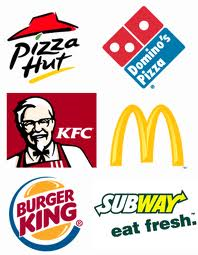 Pizza
Hut
Domino's
Pizza
KFC
M
BURGER
KING
SUBWAY
eat fresh.